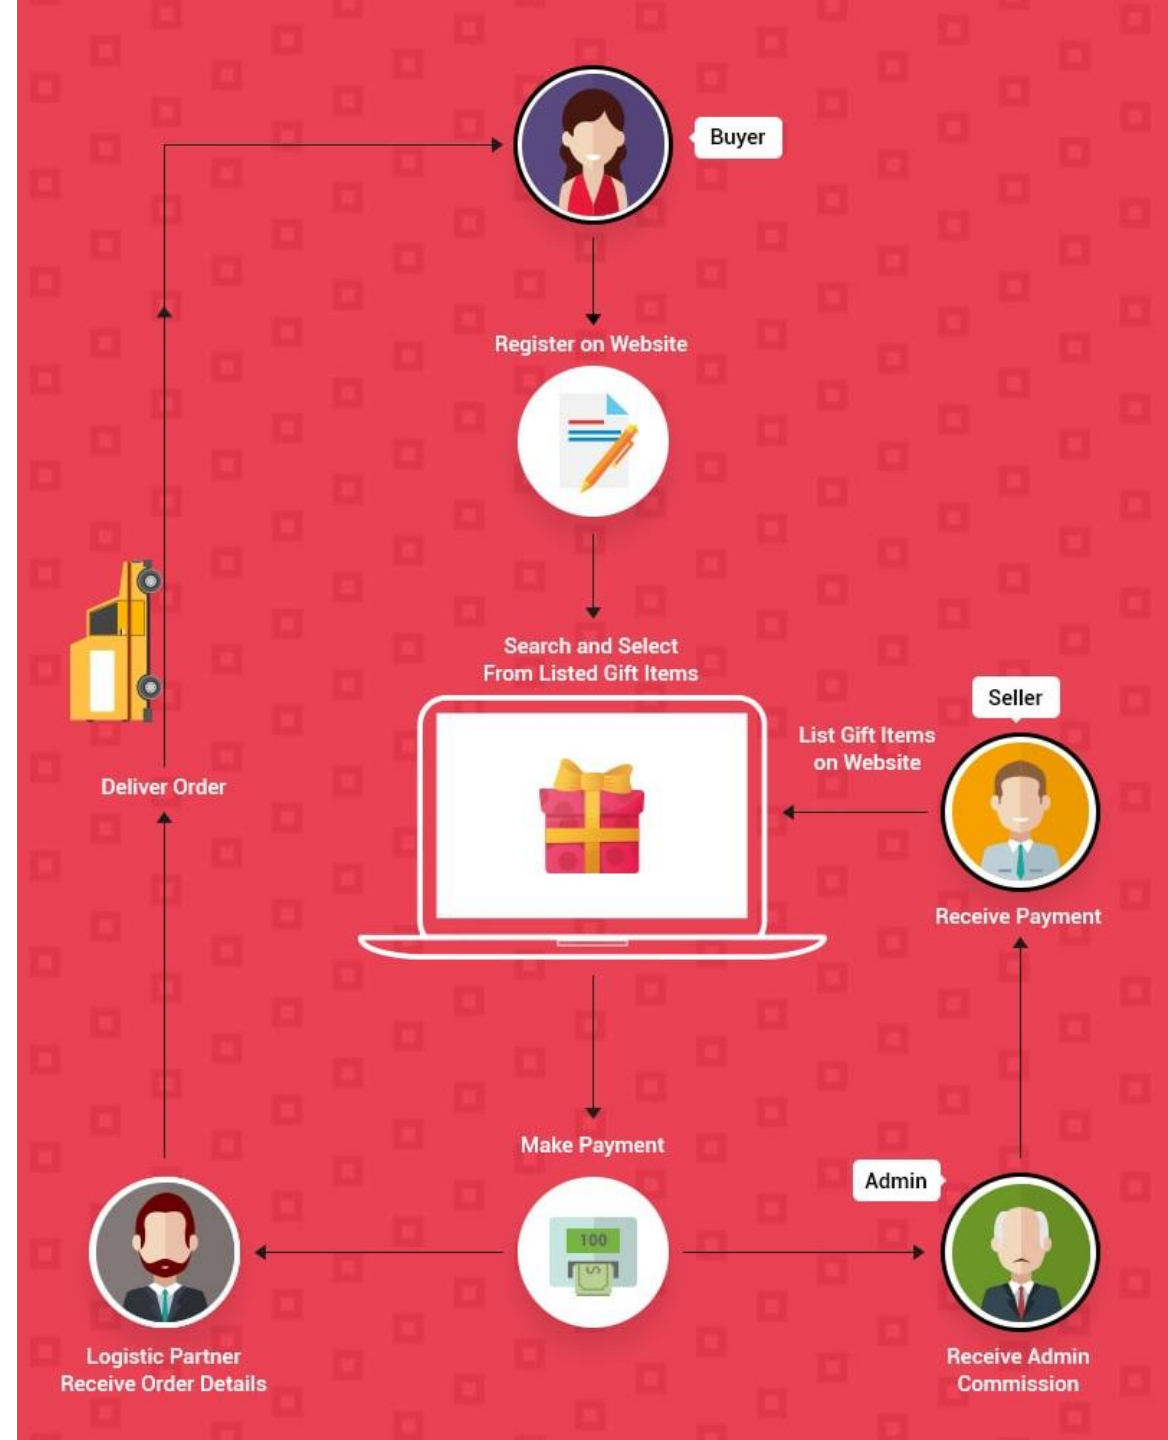 Buyer
Register on Website
Search and Select
From Listed Gift Items
Seller
List Gift Items
on Website
Deliver Order
Receive Payment
Make Payment
Admin
100
S
Logistic Partner
Receive Order Details
Receive Admin
Commission